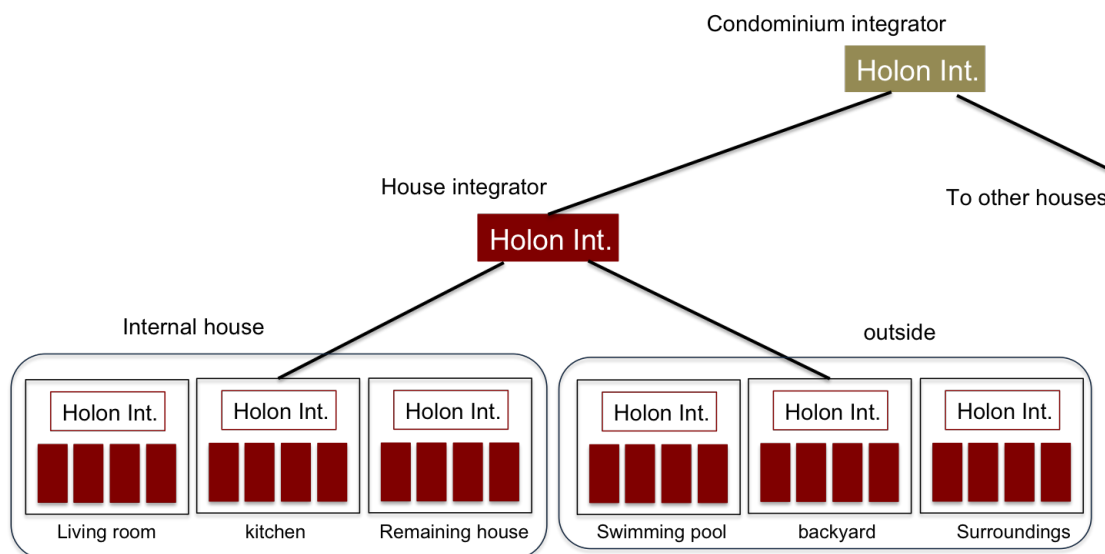 Condominium integrator
Holon Int.
House integrator
To other houses
Holon Int.
Internal house
outside
Holon Int.
Holon Int.
Holon Int.
Holon Int.
Holon Int.
Holon Int.
Living room
kitchen
Remaining house
Swimming pool
backyard
Surroundings